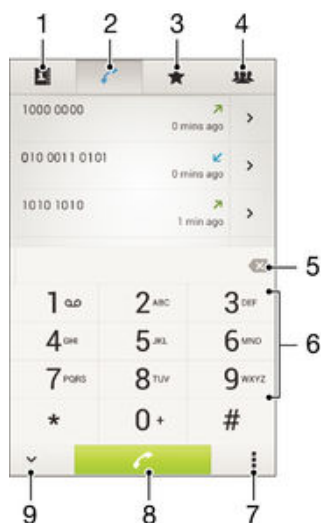 1 2 3 4
1000 0000
0 mins ago
010 0011 0101
0 mins ago
1010 1010
1 min ago
5
1 2 ABC 3 DEF
4 GHI 5 JKL 6 MNO
6
7 PQRS 8 TUV 9 WXYZ
* 0 + #
9 8 7